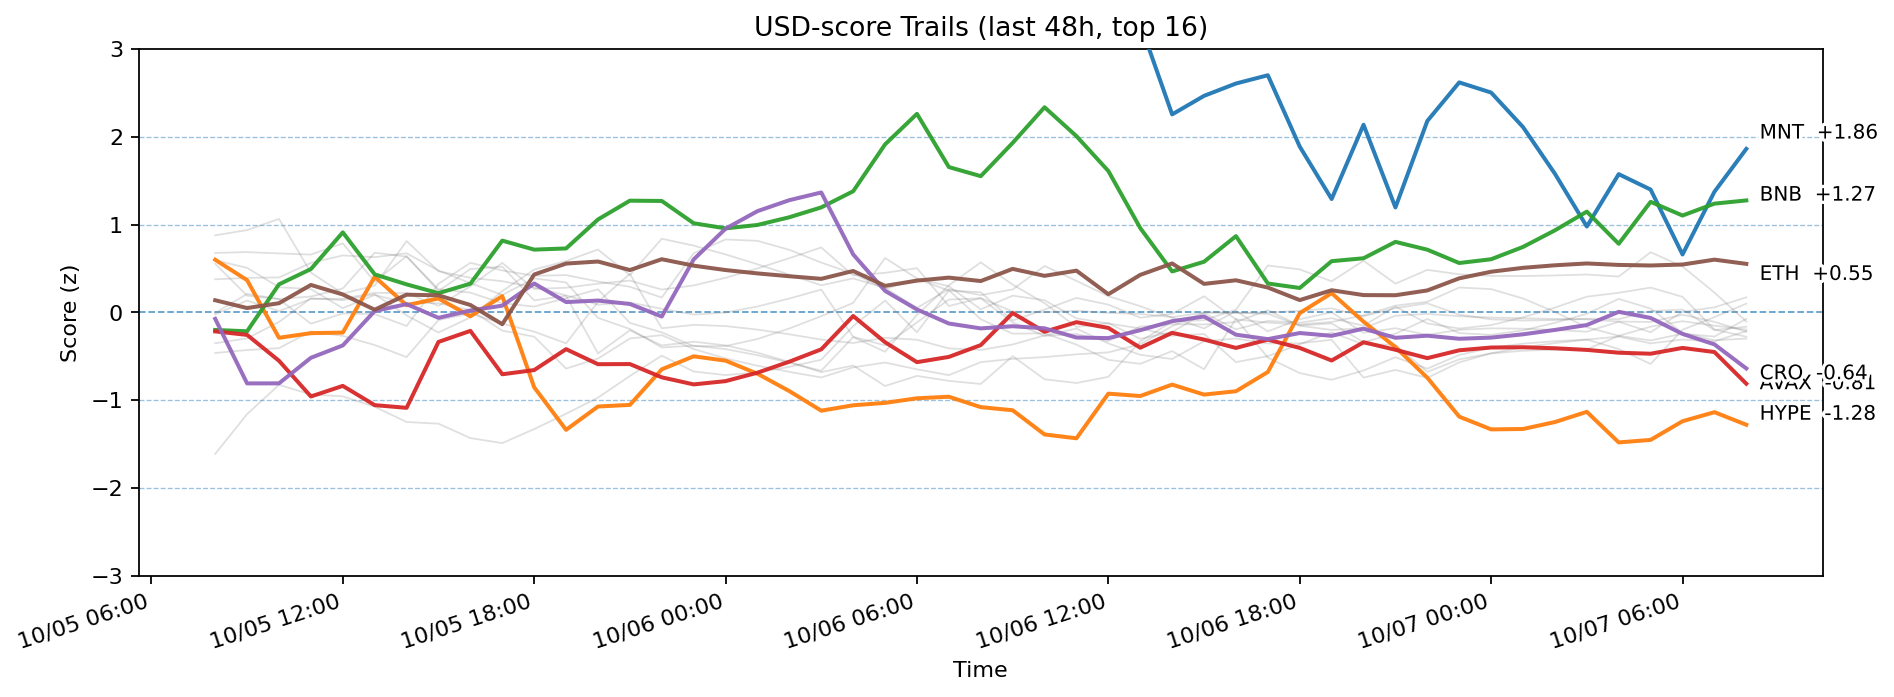 USD-score Trails (last 48h, top 16)
Score (z)
3
2
1
0
−1
−2
−3
MNT +1.86
BNB +1.27
ETH +0.55
CRO -0.64
AVAX -0.81
HYPE -1.28
10/05 06:00
10/05 12:00
10/05 18:00
10/06 00:00
10/06 06:00
10/06 12:00
10/06 18:00
10/07 00:00
10/07 06:00
Time